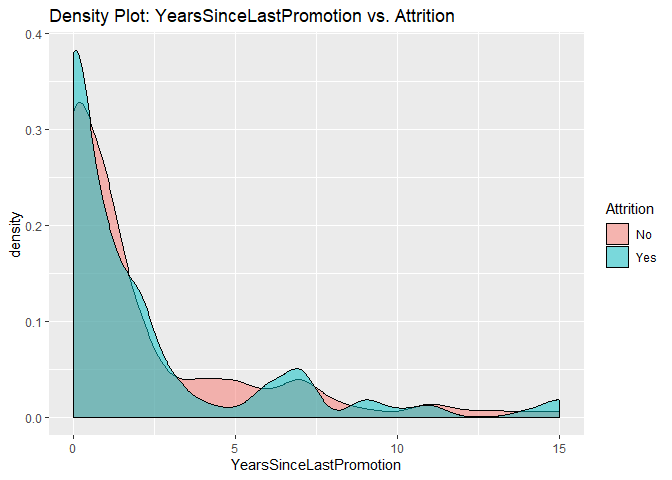 Density Plot: YearsSinceLastPromotion vs. Attrition
0.4
0.3
0.2
0.1
0.0
density
0 5 10 15
YearsSinceLastPromotion
Attrition
No
Yes